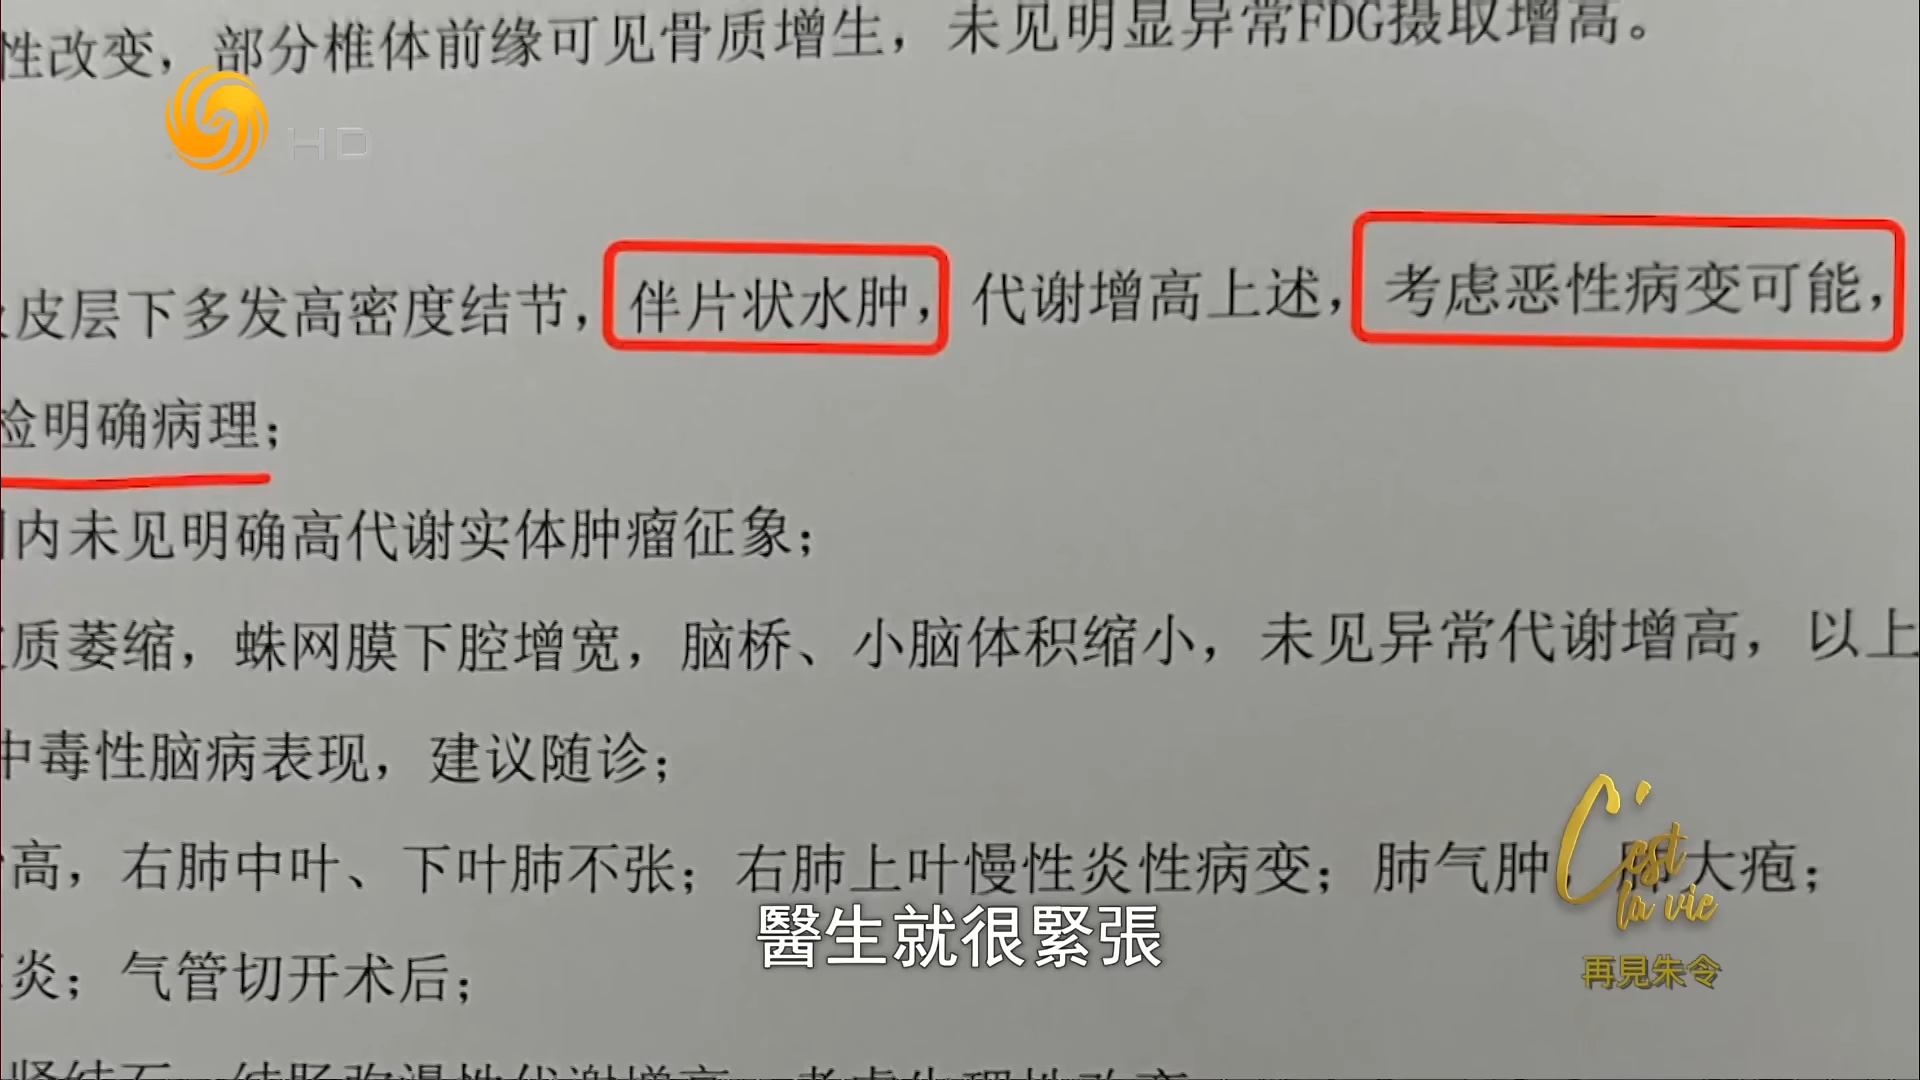 性改变，部分椎体前缘可见骨质增生，未见明显异常FDG摄取增高。
HD
皮层下多发高密度结节，伴片状水肿，代谢增高上述，考虑恶性病变可能，
检明确病理；
内未见明确高代谢实体肿瘤征象；
质萎缩，蛛网膜下腔增宽，脑桥、小脑体积缩小，未见异常代谢增高，以上
中毒性脑病表现，建议随诊；
高，右肺中叶、下叶肺不张；右肺上叶慢性炎性病变；肺气肿，肺大疱；
C'est
la vie
醫生就很緊張
炎；气管切开术后；
再見朱令